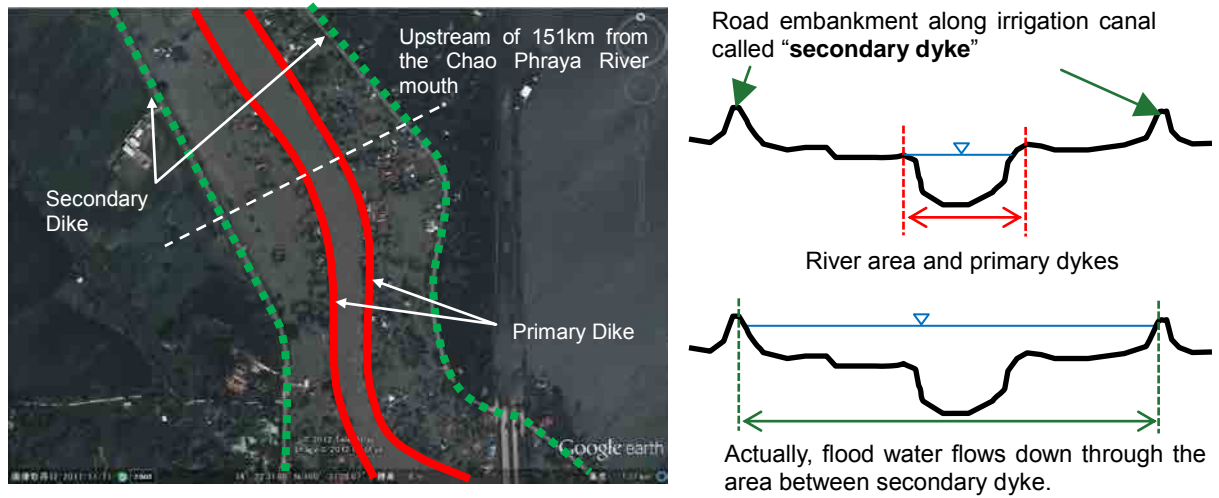 Upstream of 151km from
the Chao Phraya River
mouth
Secondary
Dike
Primary Dike
Google earth
Road embankment along irrigation canal
called “secondary dyke”
River area and primary dykes
Actually, flood water flows down through the
area between secondary dyke.